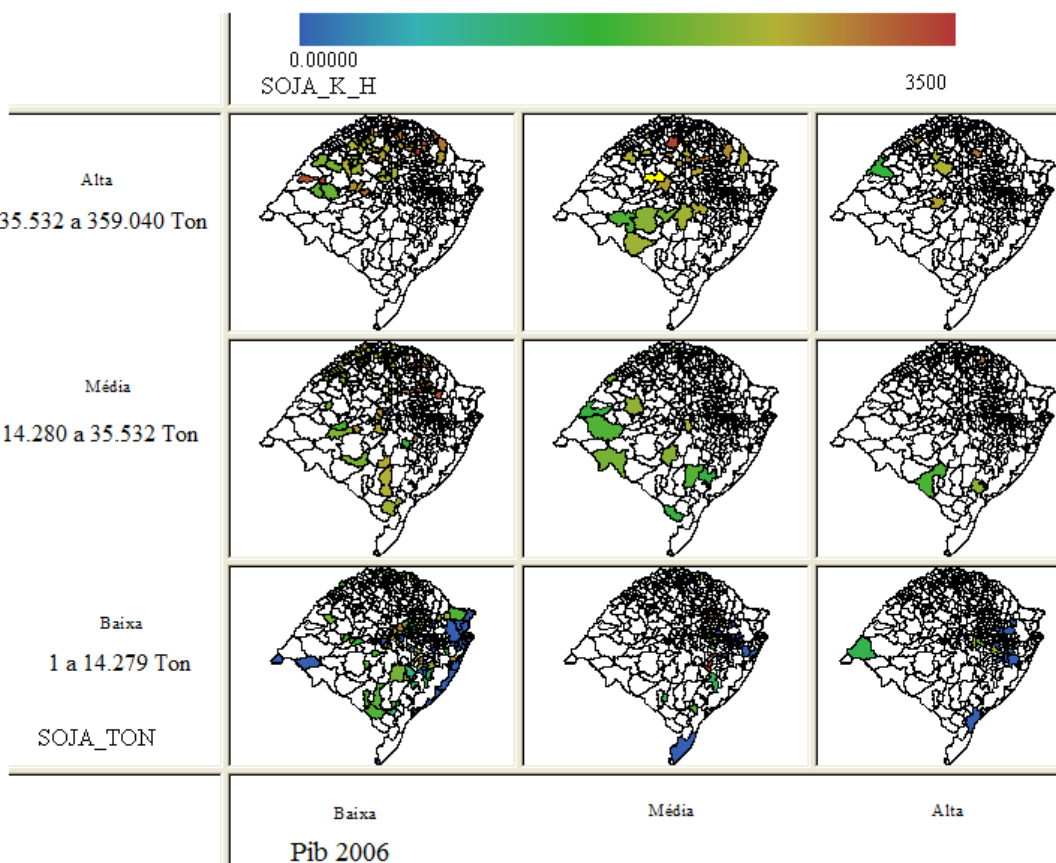 0.00000
SOJA_K_H
3500
Alta
35.532 a 359.040 Ton
Média
14.280 a 35.532 Ton
Baixa
1 a 14.279 Ton
SOJA_TON
Baixa
Média
Alta
Pib 2006